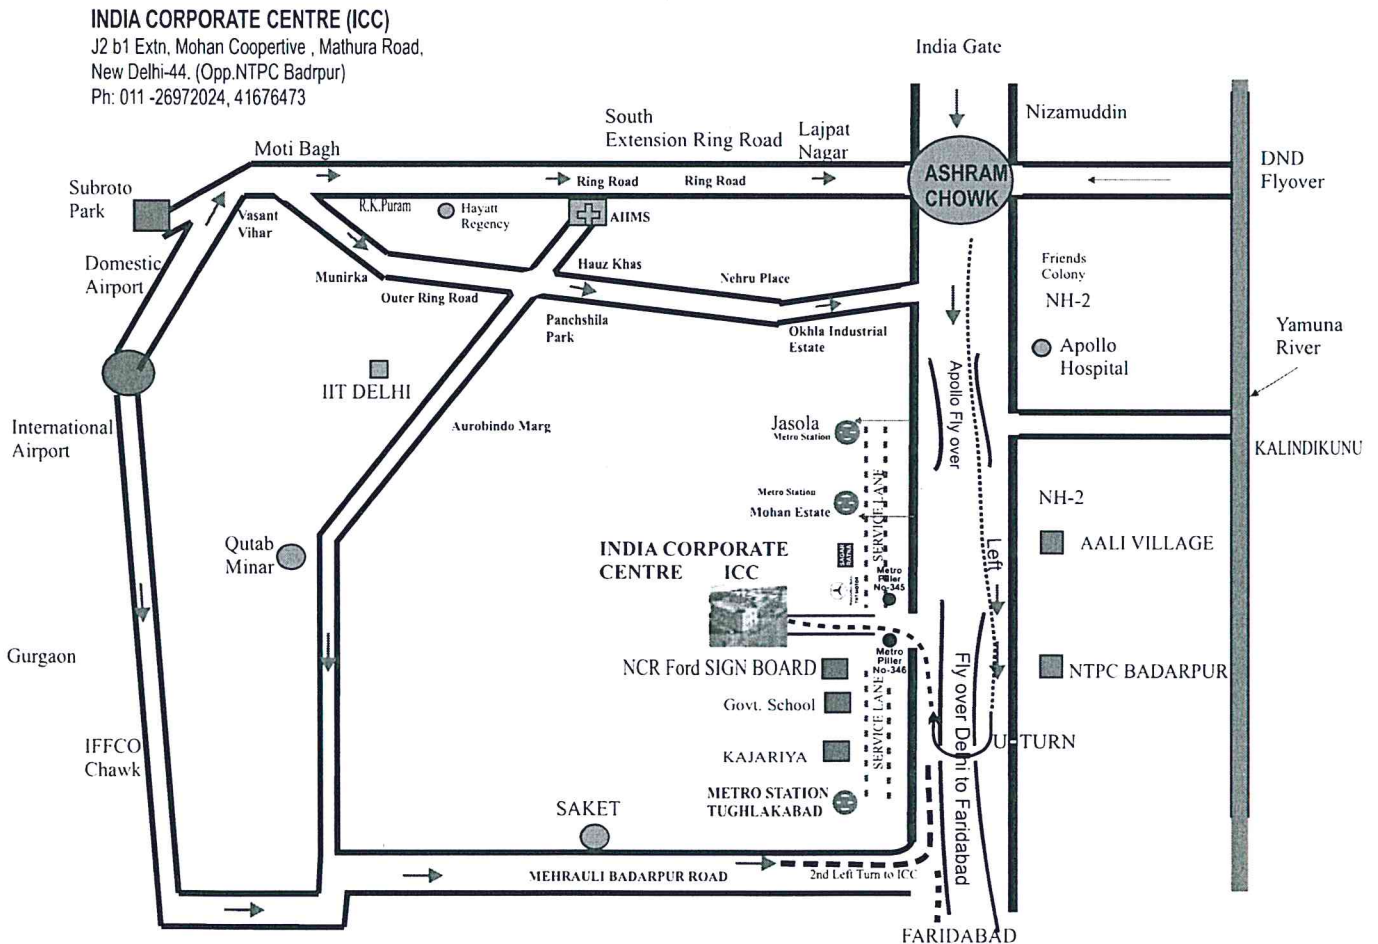 INDIA CORPORATE CENTRE (ICC)
J2 b1 Extn, Mohan Coopertive , Mathura Road,
New Delhi-44. (Opp.NTPC Badrpur)
Ph: 011 -26972024, 41676473
India Gate
Nizamuddin
South
Extension Ring Road
Lajpat
Nagar
Moti Bagh
ASHRAM
CHOWK
DND
Flyover
Subroto
Park
Ring Road
Ring Road
Vasant
Vihar
R.K.Puram
Hayatt
Regency
AIIMS
Domestic
Airport
Munirka
Outer Ring Road
Hauz Khas
Nehru Place
Friends
Colony
NH-2
Panchshila
Park
Okhla Industrial
Estate
Apollo
Hospital
Yamuna
River
IIT DELHI
Apollo Fly over
International
Airport
Aurobindo Marg
Jasola
Metro Station
KALINDIKUNU
SERVICE LANE
Metro Station
Mohan Estate
NH-2
Qutab
Minar
INDIA CORPORATE
CENTRE ICC
SAGAR
RATNA
Metro
Piller
No-345
Left
AALI VILLAGE
Gurgaon
NCR Ford SIGN BOARD
Metro
Piller
No-346
NTPC BADARPUR
Govt. School
SERVICE LANE
Fly over Delhi to Faridabad
IFFCO
Chawk
KAJARIYA
U-TURN
METRO STATION
TUGHLAKABAD
SAKET
MEHRAULI BADARPUR ROAD
2nd Left Turn to ICC
FARIDABAD